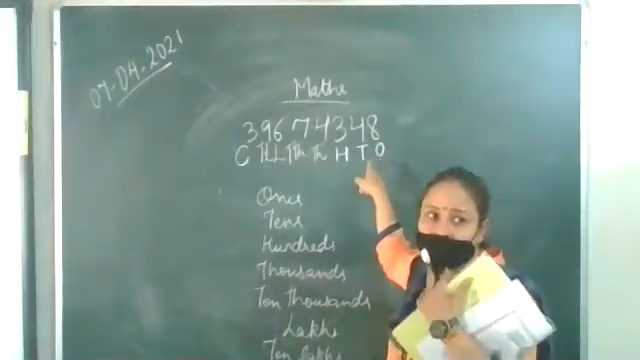 07-04-2021
Maths
39674348
C TL L Tth Th H T O
Ones
Tens
Hundreds
Thousands
Ten Thousands
Lakhs
Ten lakhs